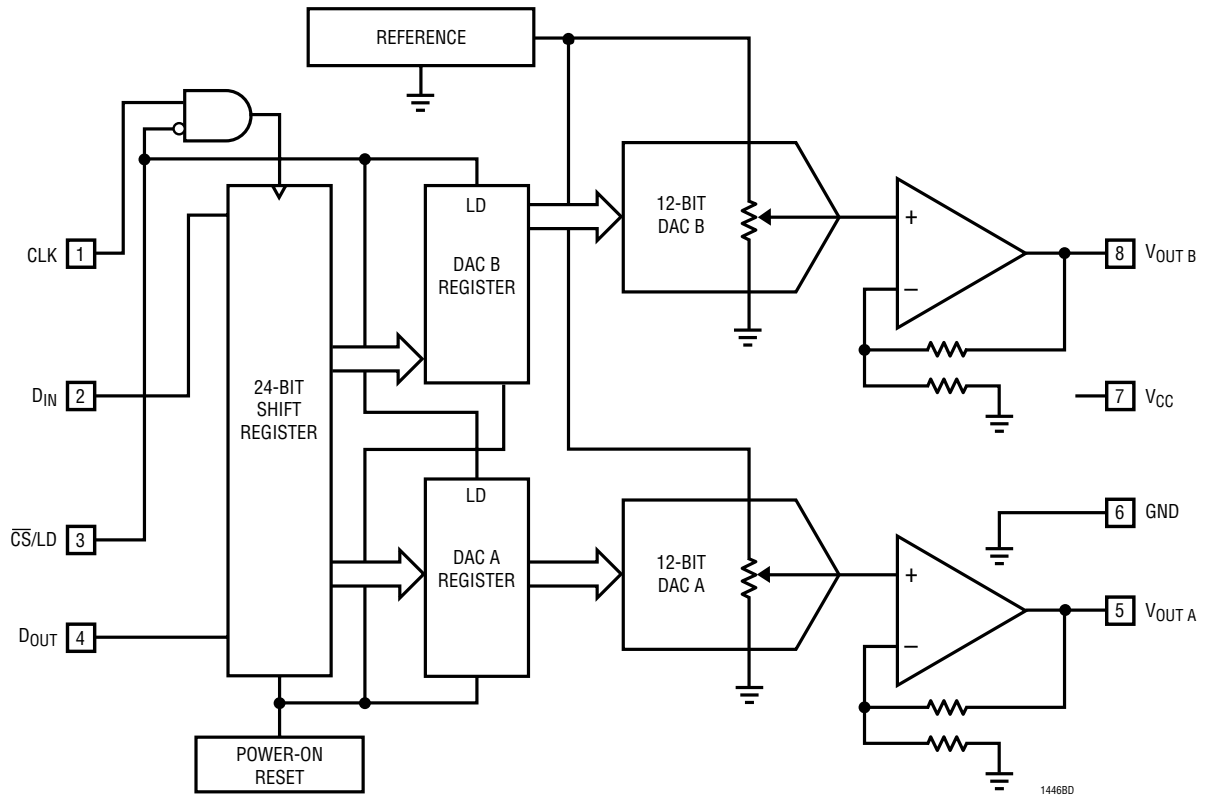 REFERENCE
CLK 1
D_IN 2
C̅S̅/LD 3
D_OUT 4
24-BIT
SHIFT
REGISTER
LD
DAC B
REGISTER
LD
DAC A
REGISTER
POWER-ON
RESET
12-BIT
DAC B
12-BIT
DAC A
+
–
+
–
8 V_OUT B
7 V_CC
6 GND
5 V_OUT A
1446BD